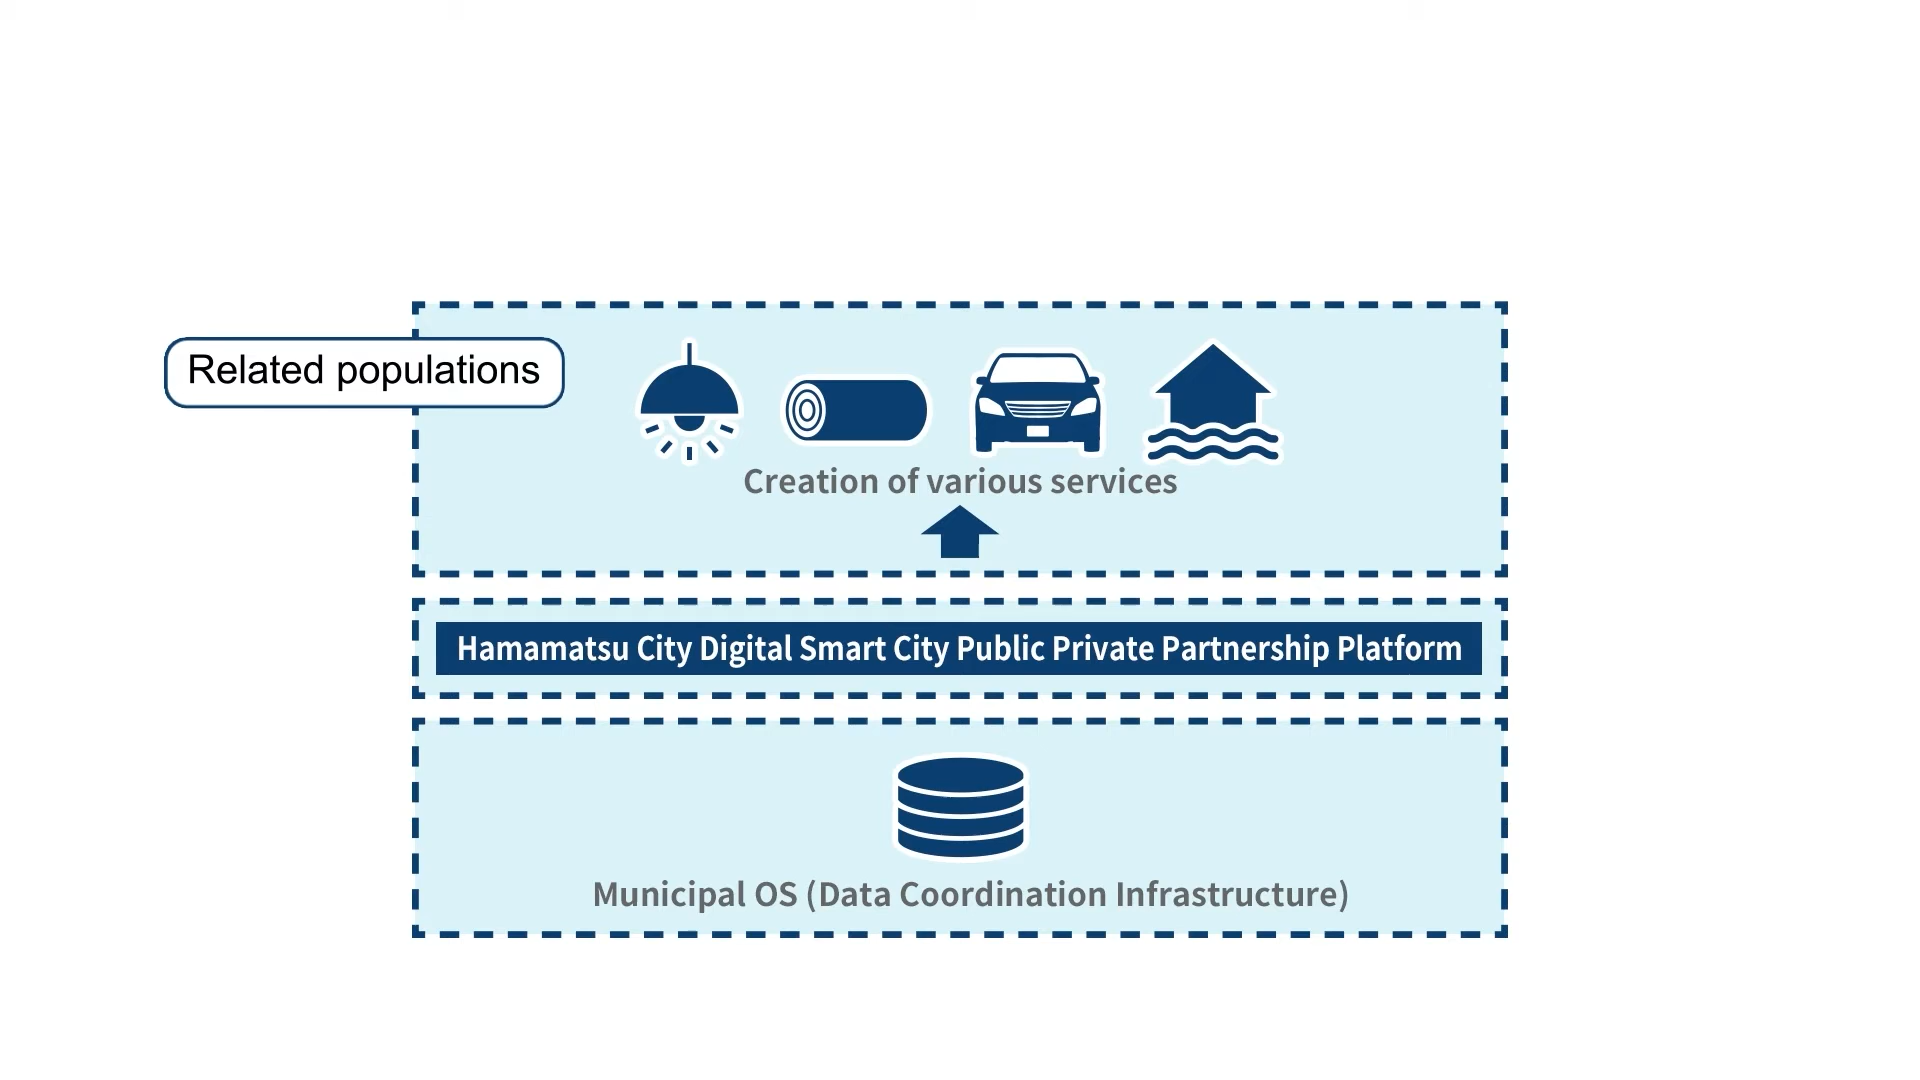 Related populations
Creation of various services
Hamamatsu City Digital Smart City Public Private Partnership Platform
Municipal OS (Data Coordination Infrastructure)